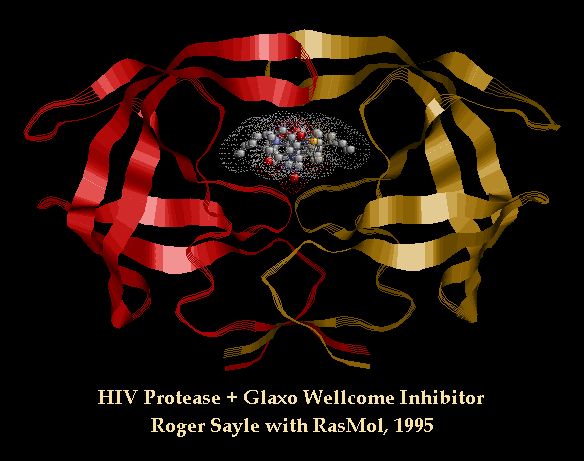 HIV Protease + Glaxo Wellcome Inhibitor
Roger Sayle with RasMol, 1995